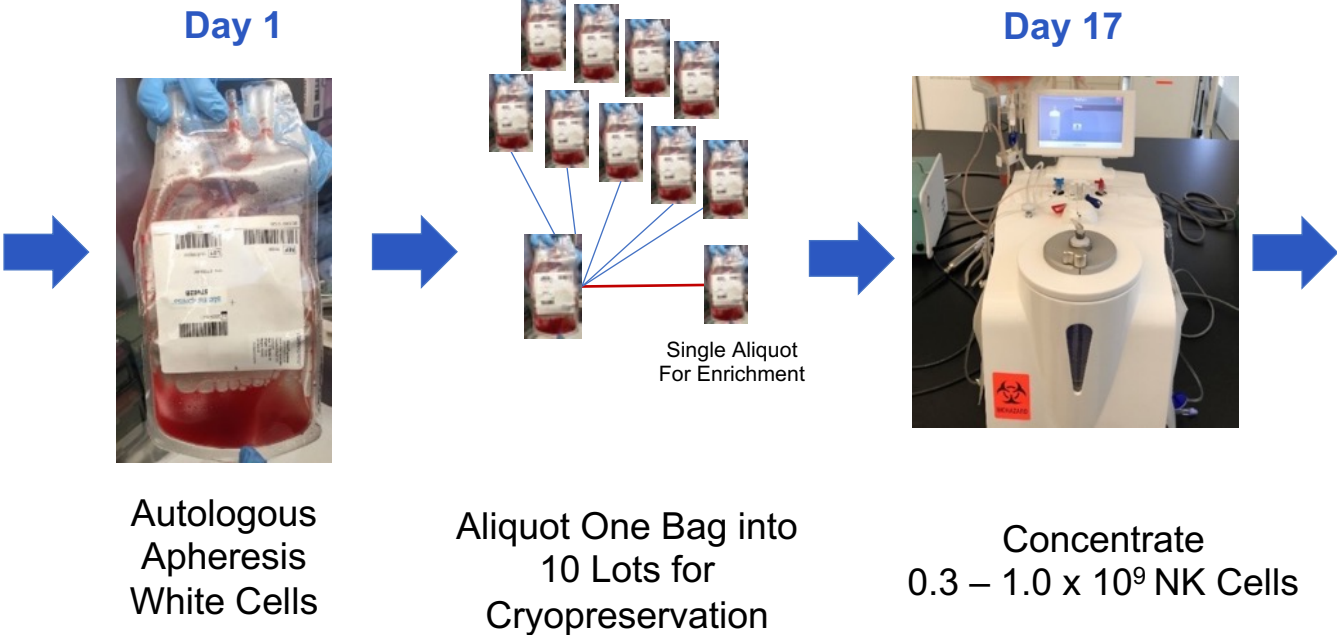 Day 1
Day 17
Single Aliquot
For Enrichment
BIOHAZARD
Autologous
Apheresis
White Cells
Aliquot One Bag into
10 Lots for
Cryopreservation
Concentrate
0.3 – 1.0 x 10⁹ NK Cells